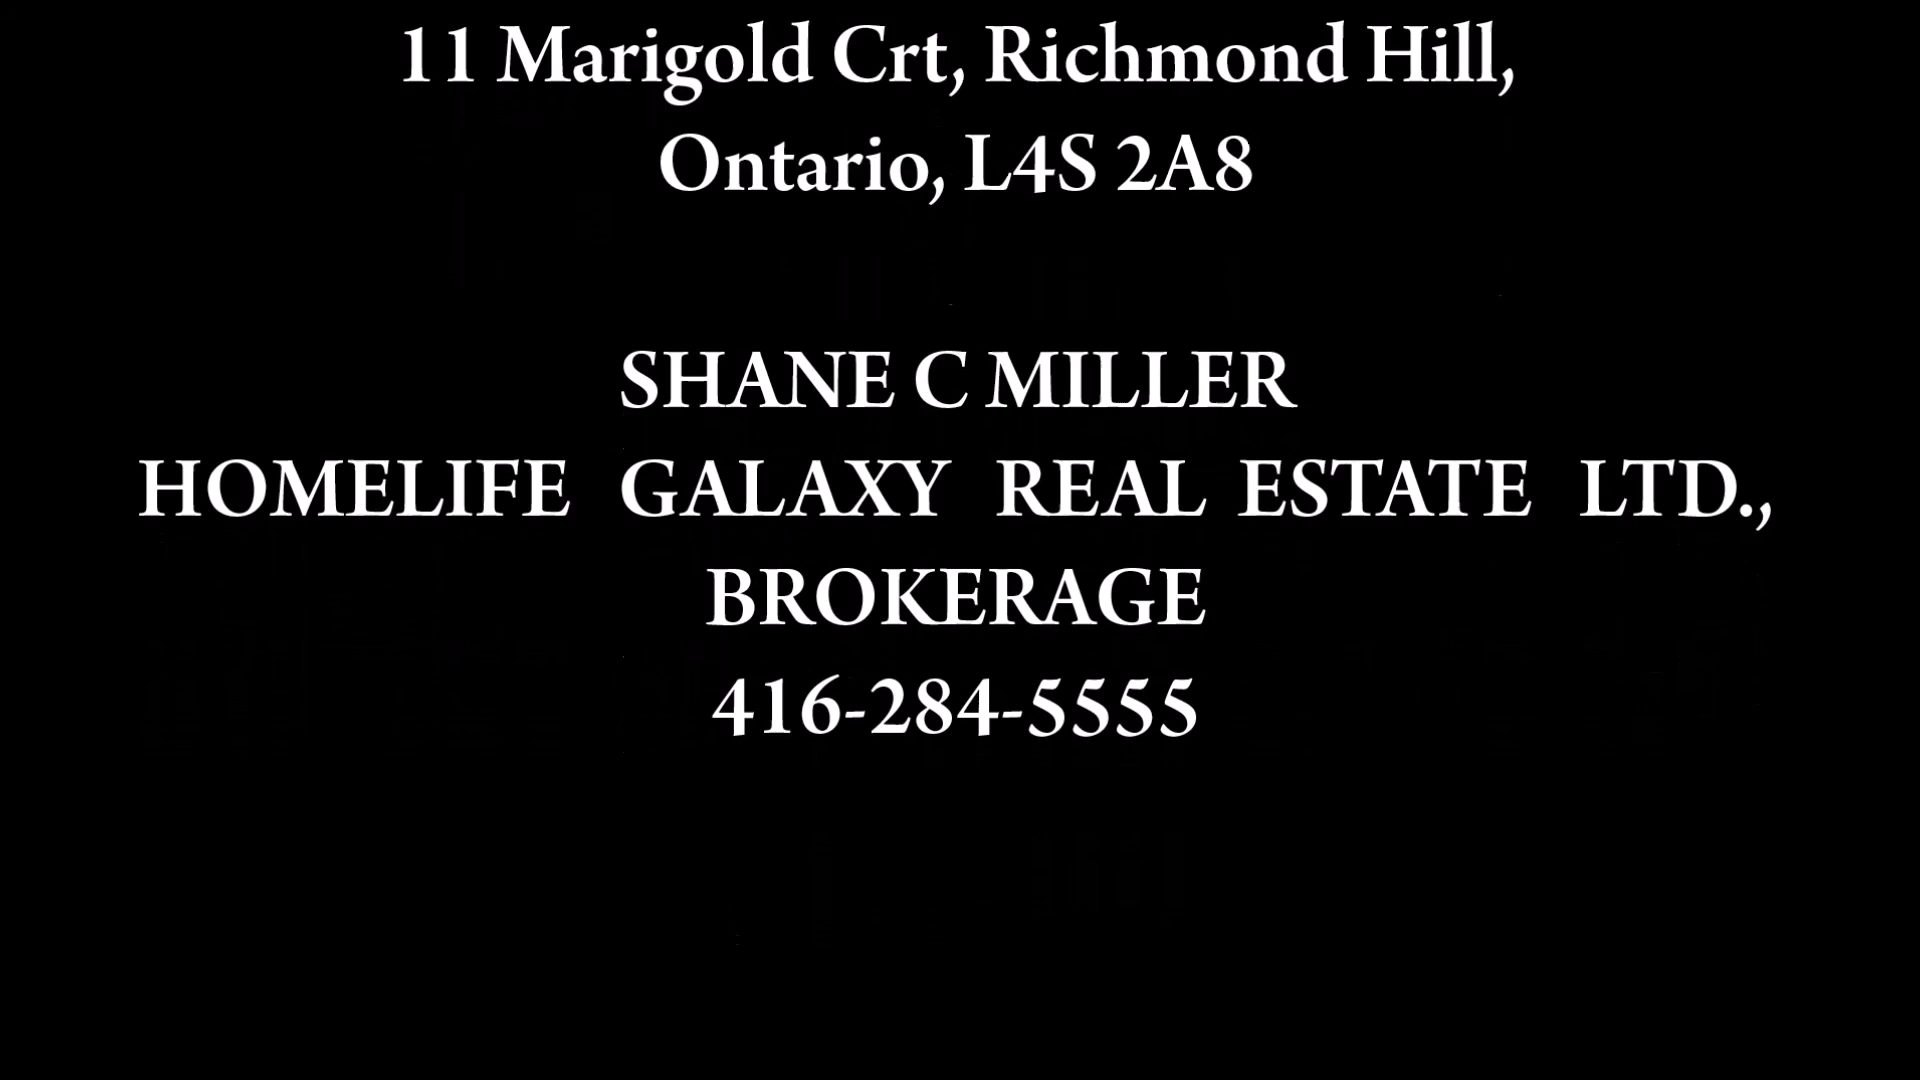 11 Marigold Crt, Richmond Hill,
Ontario, L4S 2A8
SHANE C MILLER
HOMELIFE GALAXY REAL ESTATE LTD.,
BROKERAGE
416-284-5555